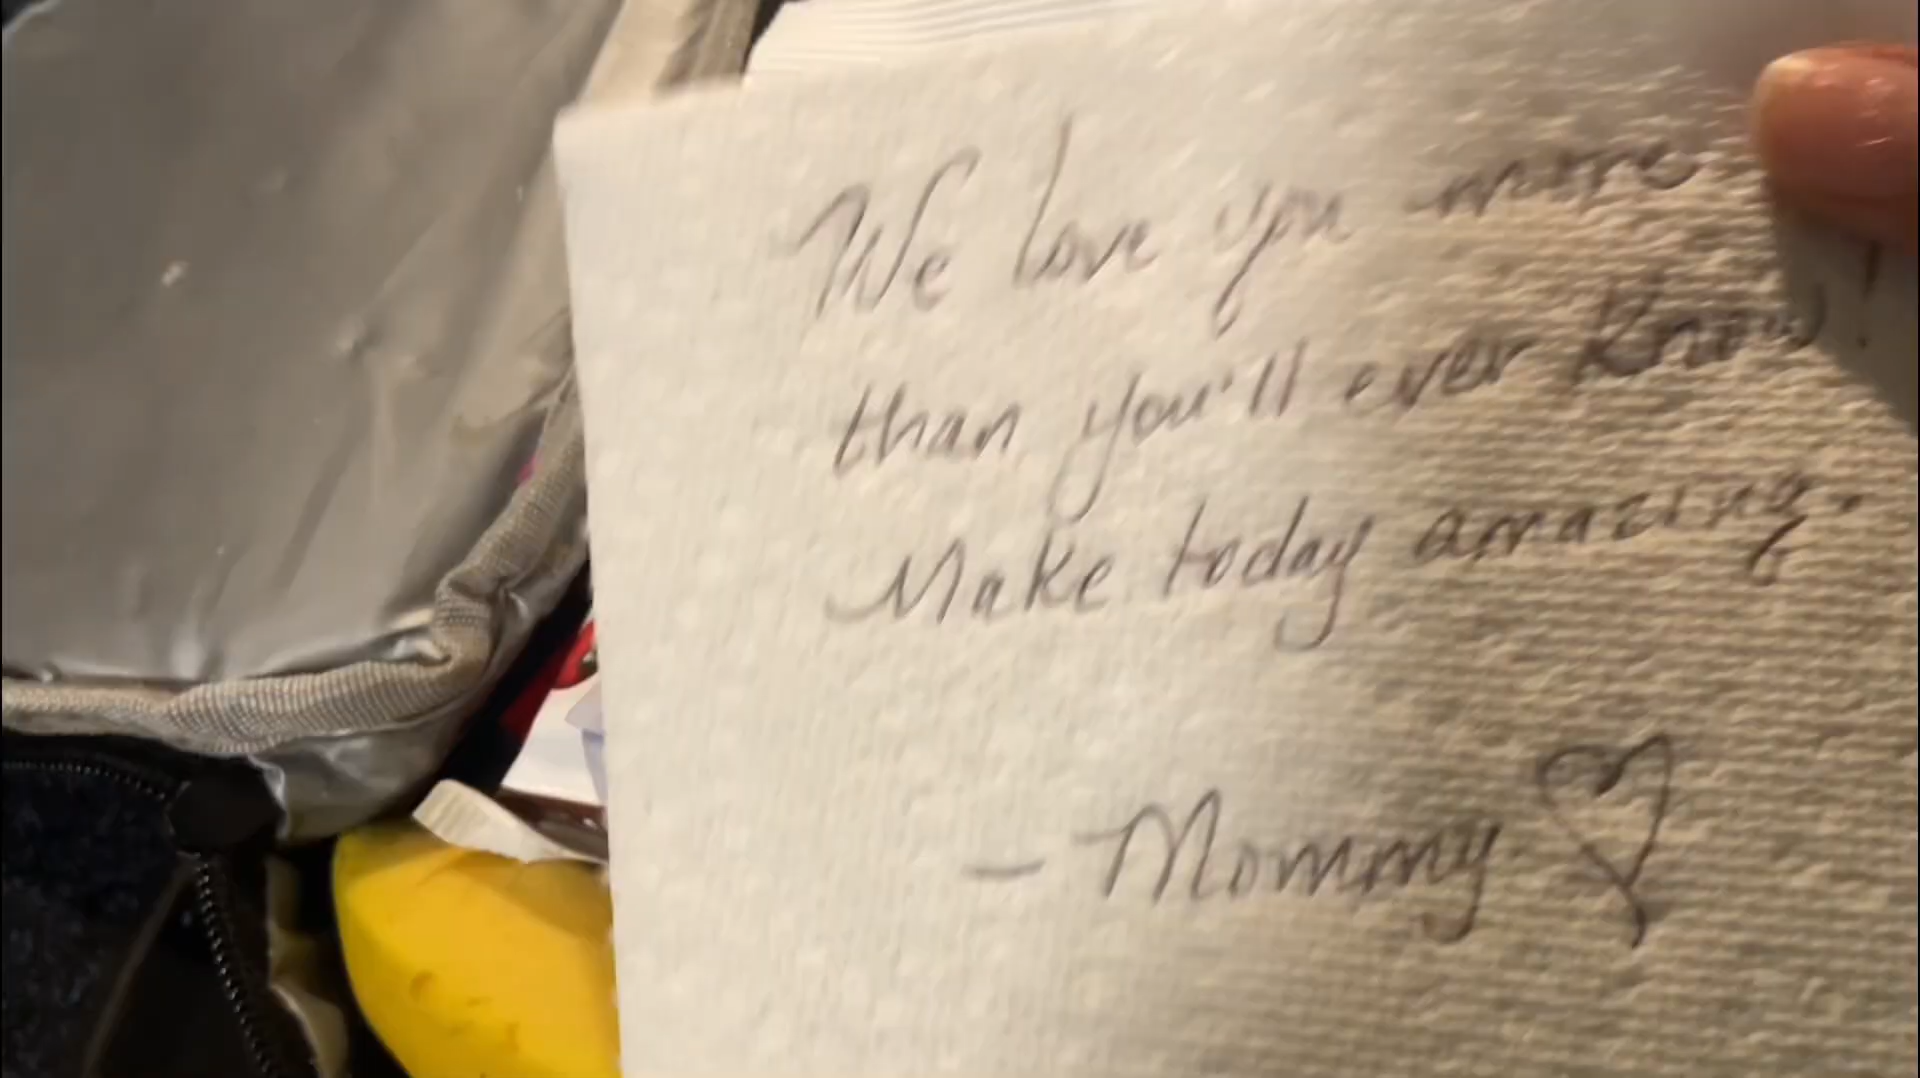 We love you more
than you'll ever know!
Make today amazing.
- Mommy ♡